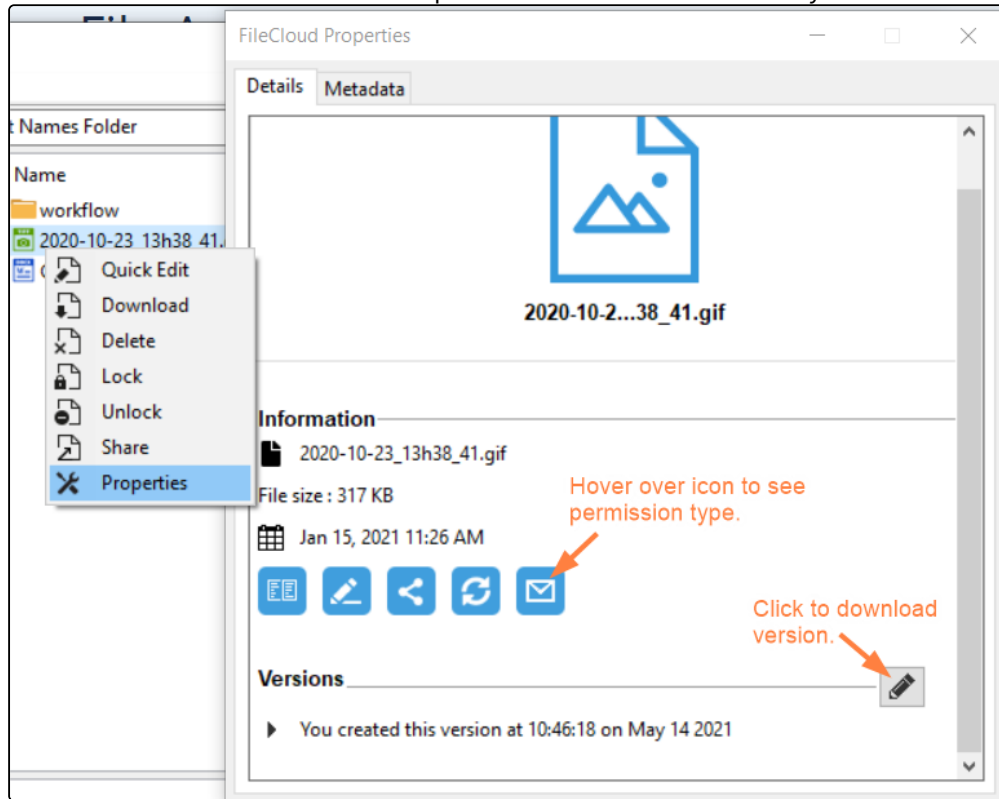 FileCloud Properties
Details
Metadata
t Names Folder
Name
workflow
2020-10-23_13h38_41.
Quick Edit
Download
Delete
Lock
Unlock
Share
Properties
2020-10-2...38_41.gif
Information
2020-10-23_13h38_41.gif
File size : 317 KB
Hover over icon to see
permission type.
Jan 15, 2021 11:26 AM
Click to download
version.
Versions
You created this version at 10:46:18 on May 14 2021